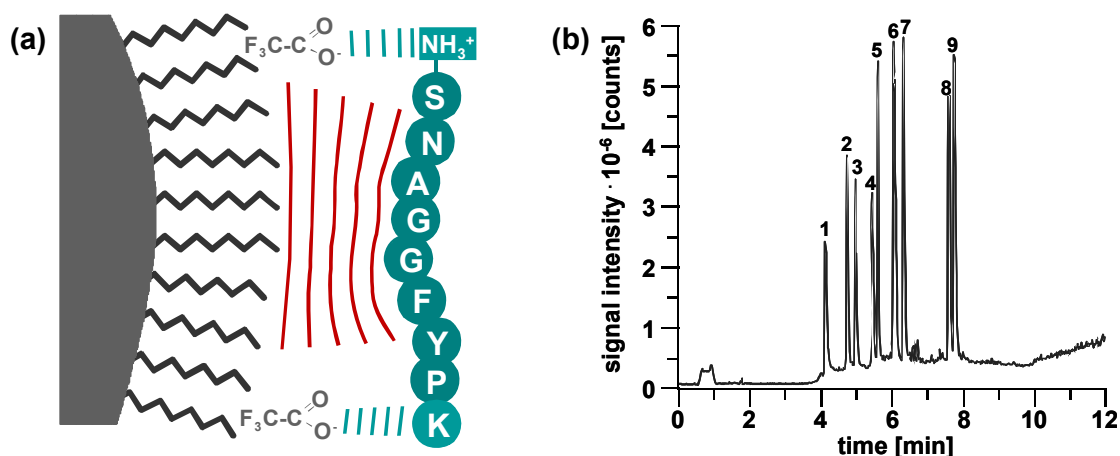 (a)
F₃C-C
O
O⁻
NH₃⁺
S
N
A
G
G
F
Y
P
K
F₃C-C
O
O⁻
(b)
signal intensity · 10⁻⁶ [counts]
6
5
4
3
2
1
0
1
2
3
4
5
6
7
8
9
0 2 4 6 8 10 12
time [min]